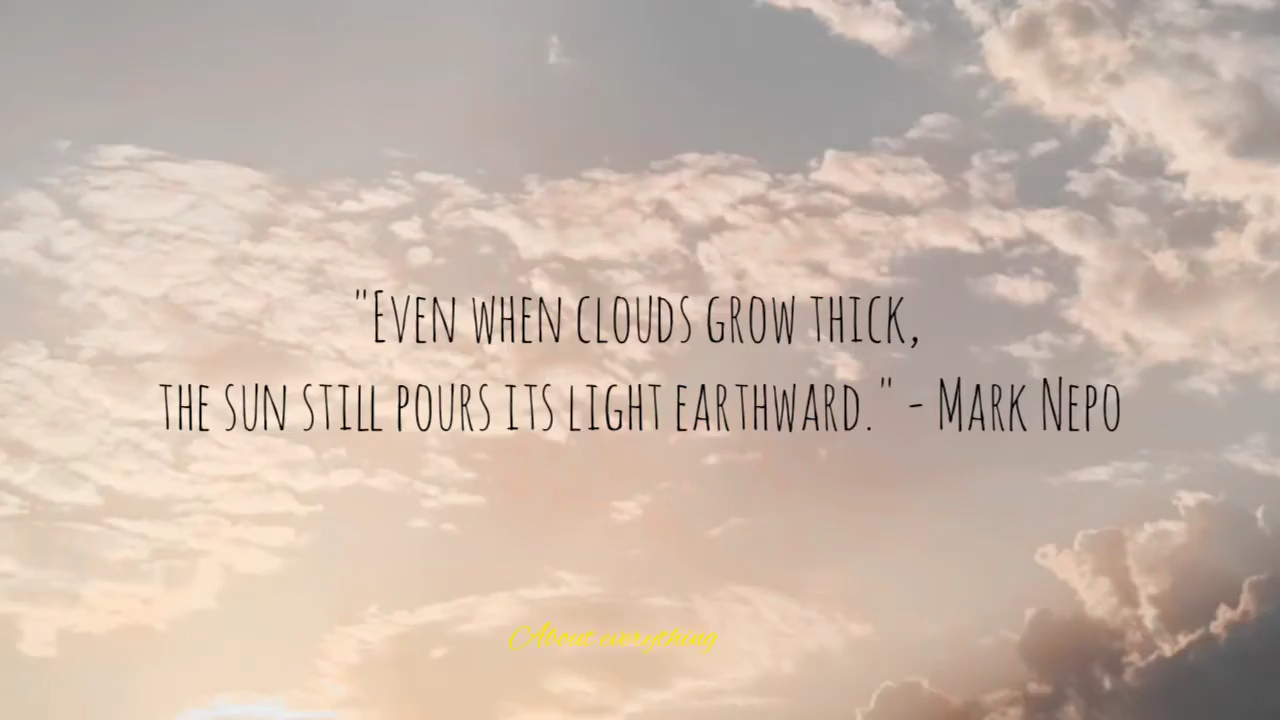 "Even when clouds grow thick,
the sun still pours its light earthward." - Mark Nepo
About everything